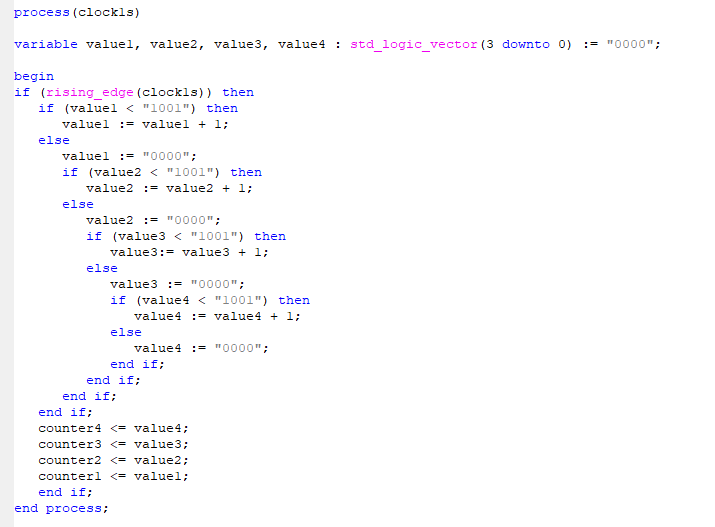 process(clock1s)
variable value1, value2, value3, value4 : std_logic_vector(3 downto 0) := "0000";
begin
if (rising_edge(clock1s)) then
if (value1 < "1001") then
value1 := value1 + 1;
else
value1 := "0000";
if (value2 < "1001") then
value2 := value2 + 1;
else
value2 := "0000";
if (value3 < "1001") then
value3:= value3 + 1;
else
value3 := "0000";
if (value4 < "1001") then
value4 := value4 + 1;
else
value4 := "0000";
end if;
end if;
end if;
end if;
counter4 <= value4;
counter3 <= value3;
counter2 <= value2;
counter1 <= value1;
end if;
end process;